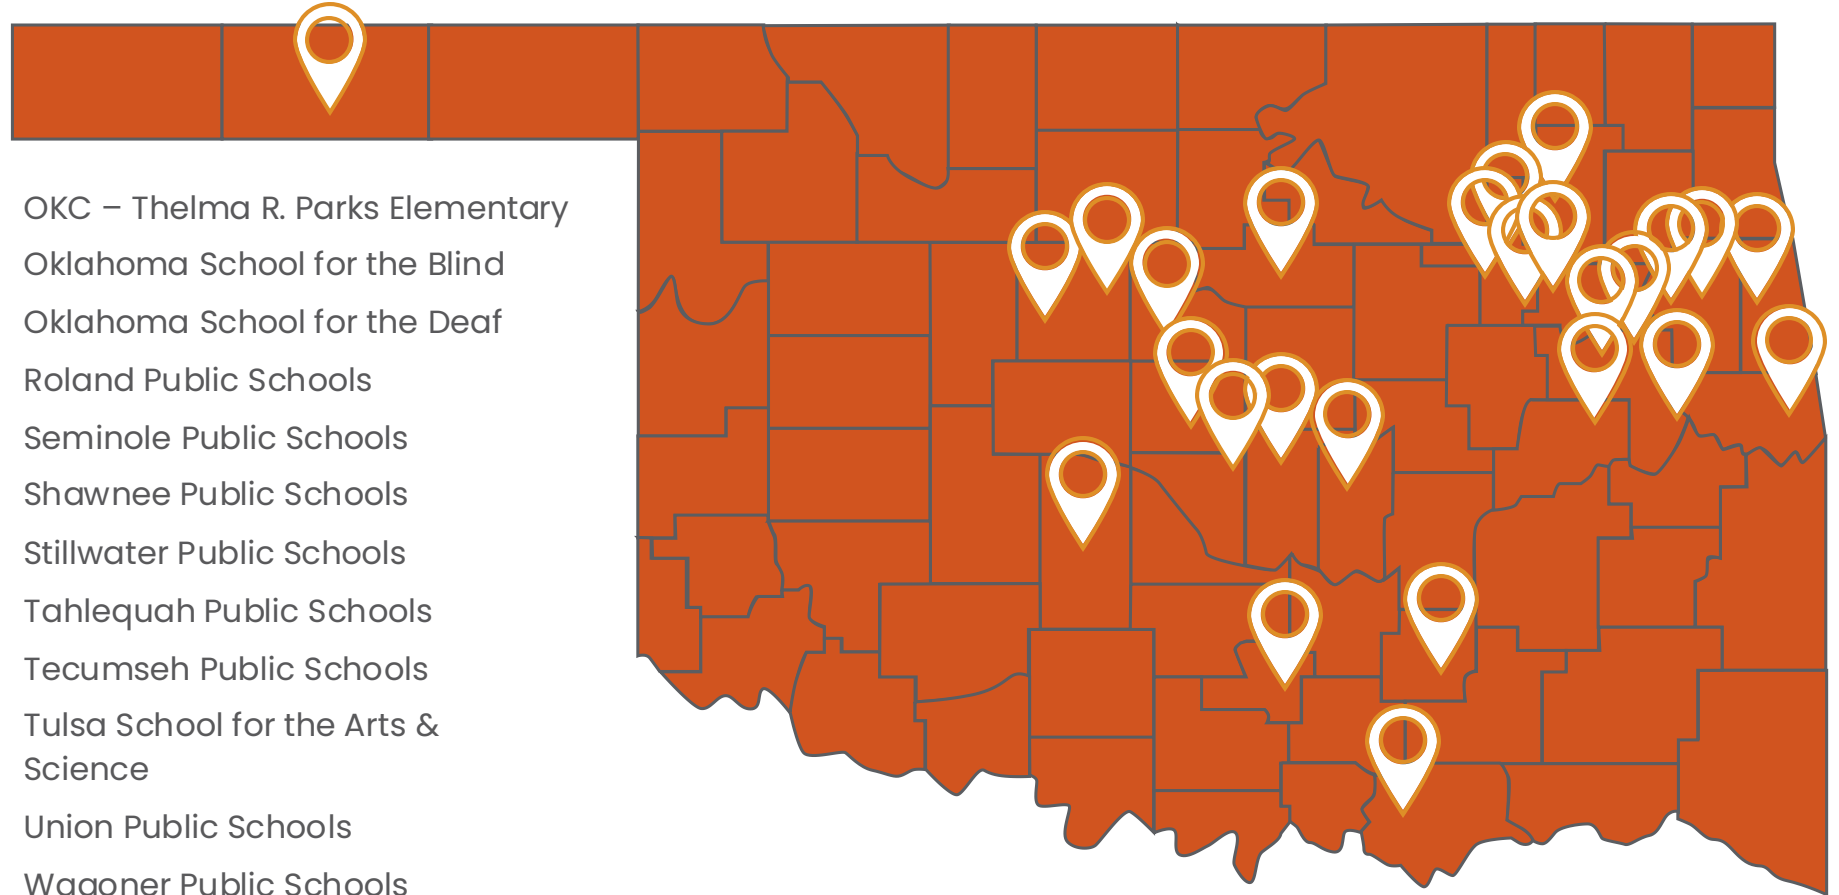 OKC – Thelma R. Parks Elementary
Oklahoma School for the Blind
Oklahoma School for the Deaf
Roland Public Schools
Seminole Public Schools
Shawnee Public Schools
Stillwater Public Schools
Tahlequah Public Schools
Tecumseh Public Schools
Tulsa School for the Arts &
Science
Union Public Schools
Wagoner Public Schools